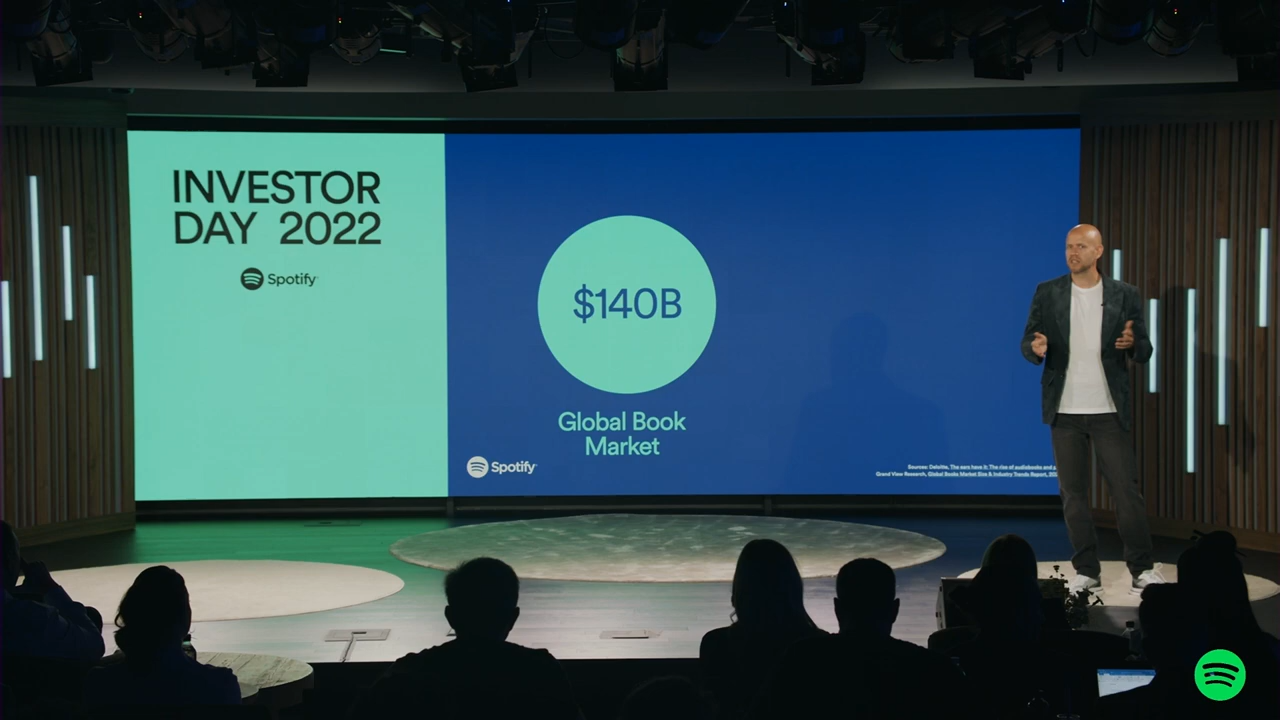 INVESTOR
DAY 2022
Spotify
$140B
Global Book
Market
Spotify
Sources: Deloitte, The ears have it: The rise of audiobooks and
Grand View Research, Global Books Market Size & Industry Trends Report,